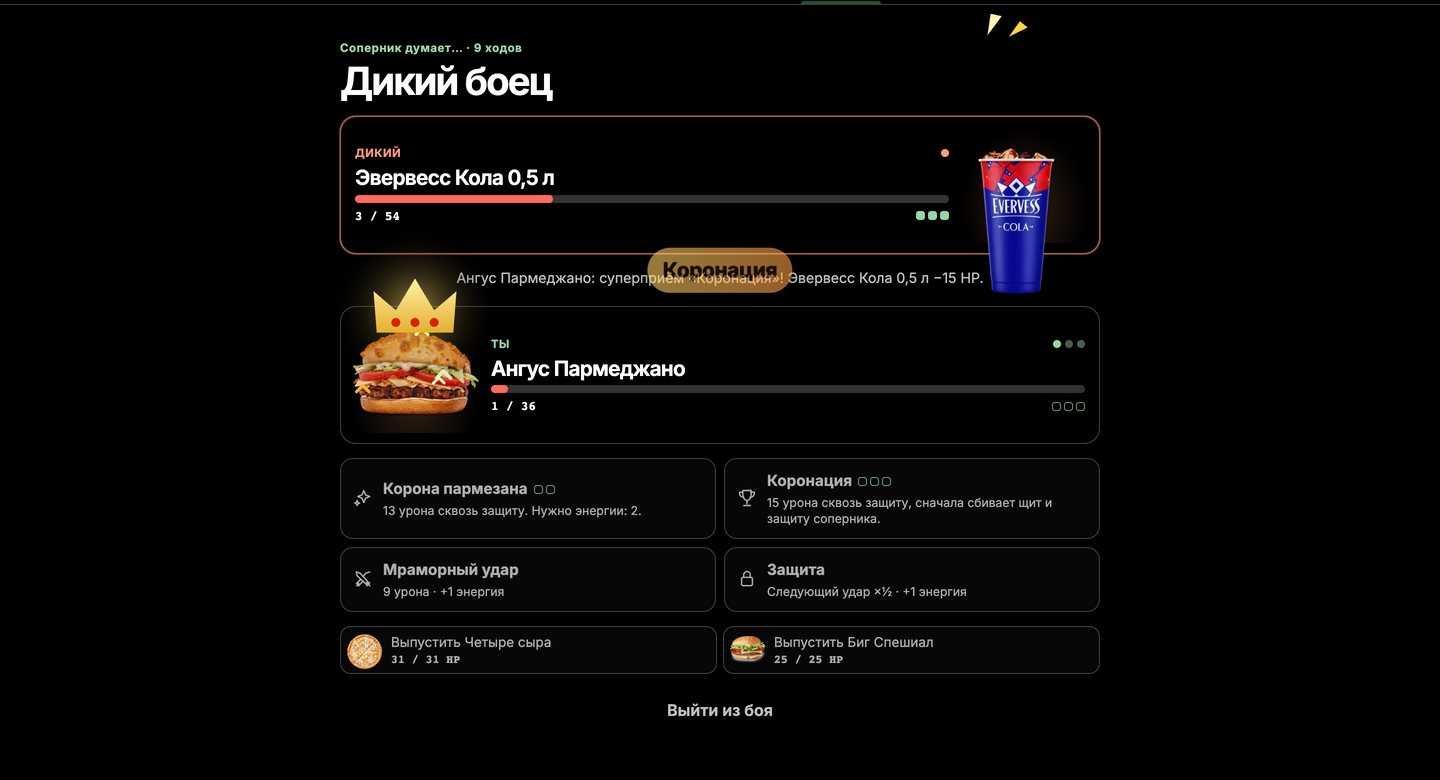 Соперник думает... · 9 ходов
Дикий боец
ДИКИЙ
Эвервесс Кола 0,5 л
3 / 54
EVERVESS
-COLA-
Коронация
Ангус Пармеджано: суперприём «Коронация»! Эвервесс Кола 0,5 л −15 HP.
ТЫ
Ангус Пармеджано
1 / 36
Корона пармезана
13 урона сквозь защиту. Нужно энергии: 2.
Коронация
15 урона сквозь защиту, сначала сбивает щит и
защиту соперника.
Мраморный удар
9 урона · +1 энергия
Защита
Следующий удар ×½ · +1 энергия
Выпустить Четыре сыра
31 / 31 HP
Выпустить Биг Спешиал
25 / 25 HP
Выйти из боя